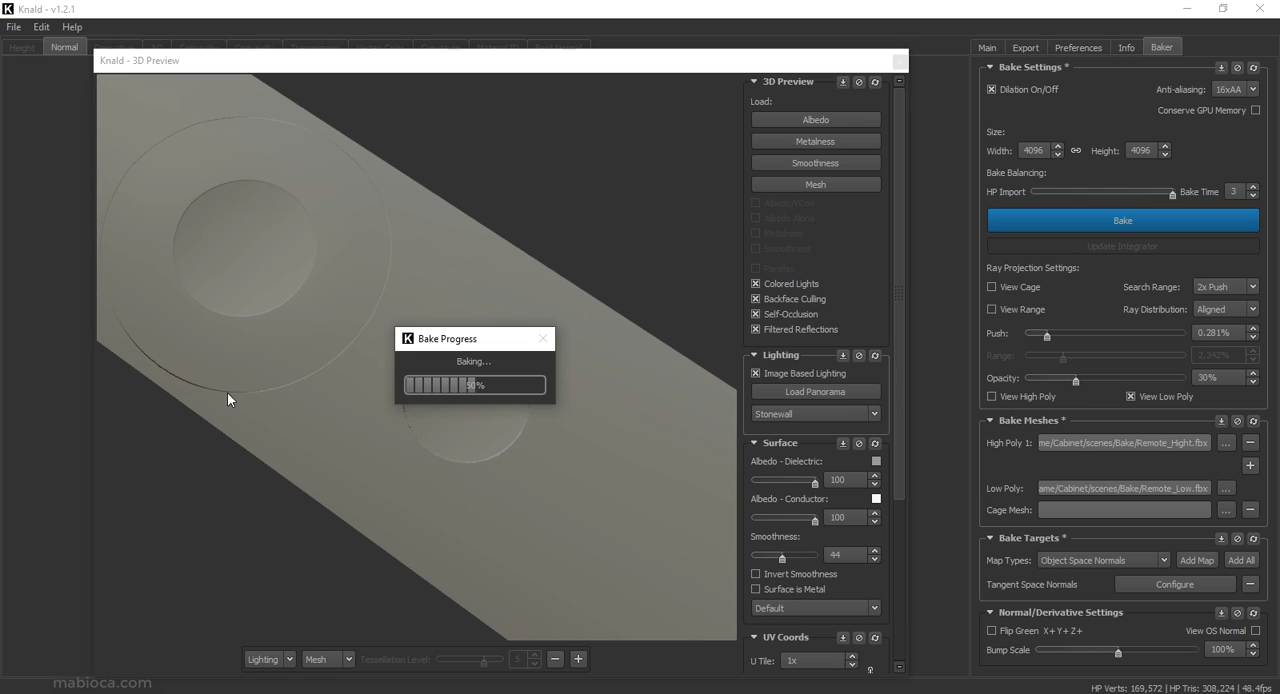 Knald - v1.2.1
File Edit Help
Height Normal
Main Export Preferences Info Baker
Knald - 3D Preview
3D Preview
Load:
Albedo
Metalness
Smoothness
Mesh
Albedo/VCols
Albedo Alpha
Metalness
Smoothness
Parallax
Colored Lights
Backface Culling
Self-Occlusion
Filtered Reflections
Lighting
Image Based Lighting
Load Panorama
Stonewall
Surface
Albedo - Dielectric:
100
Albedo - Conductor:
100
Smoothness:
44
Invert Smoothness
Surface is Metal
Default
UV Coords
U Tile: 1x
Bake Progress
Baking...
50%
Lighting Mesh Tessellation Level: 5
Bake Settings *
Dilation On/Off Anti-aliasing: 16xAA
Conserve GPU Memory
Size:
Width: 4096 Height: 4096
Bake Balancing:
HP Import Bake Time 3
Bake
Update Integrator
Ray Projection Settings:
View Cage Search Range: 2x Push
View Range Ray Distribution: Aligned
Push: 0.281%
Range: 2.342%
Opacity: 30%
View High Poly View Low Poly
Bake Meshes *
High Poly 1: me/Cabinet/scenes/Bake/Remote_Hight.fbx ...
Low Poly: ame/Cabinet/scenes/Bake/Remote_Low.fbx ...
Cage Mesh: ...
Bake Targets *
Map Types: Object Space Normals Add Map Add All
Tangent Space Normals Configure
Normal/Derivative Settings
Flip Green X+ Y+ Z+ View OS Normal
Bump Scale 100%
mabioca.com
HP Verts: 169,572 | HP Tris: 308,224 | 48.4fps